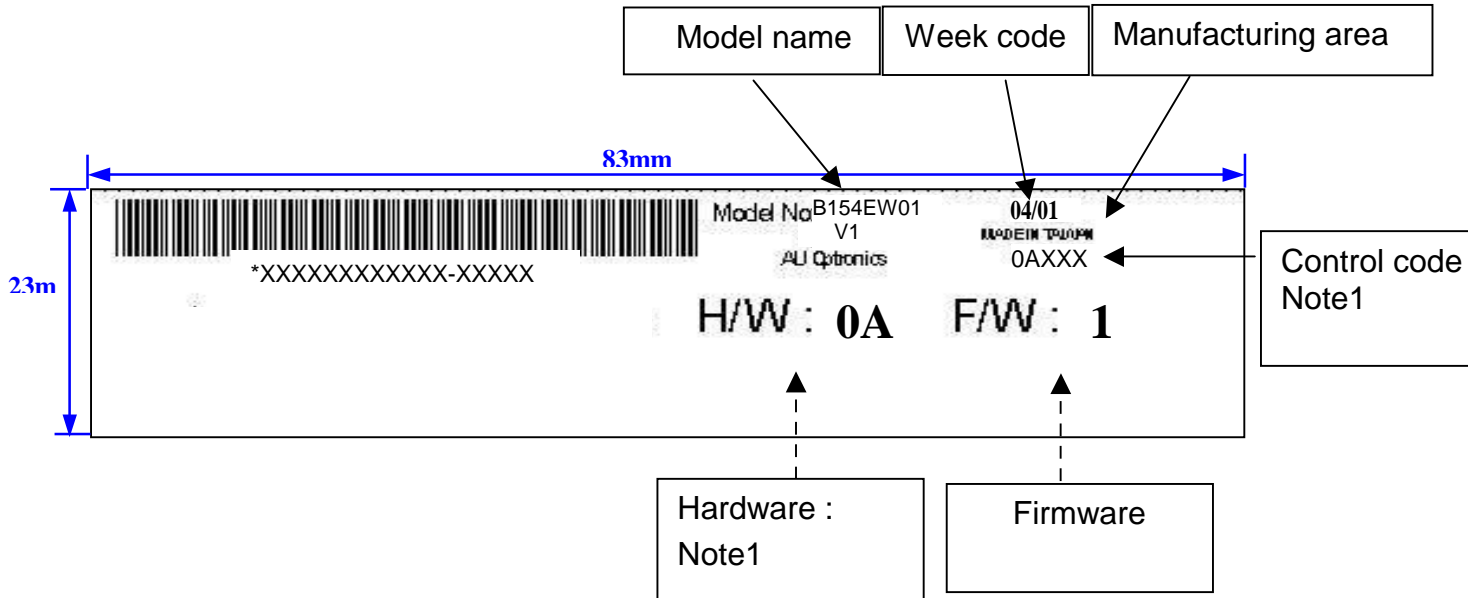 Model name
Week code
Manufacturing area
83mm
23m
Model No B154EW01
V1
04/01
MADE IN TAIWAN
AU Optronics
0AXXX
*XXXXXXXXXXXX-XXXXX
Control code
Note1
H/W : 0A
F/W : 1
Hardware :
Note1
Firmware